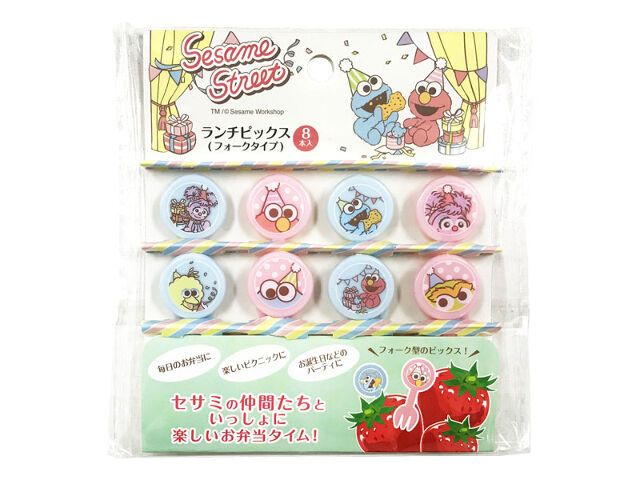 Sesame
Street
TM / © Sesame Workshop
ランチピックス
(フォークタイプ)
8
本入
毎日のお弁当に
楽しいピクニックに
お誕生日などの
パーティに
フォーク型のピックス！
セサミの仲間たちと
いっしょに
楽しいお弁当タイム！